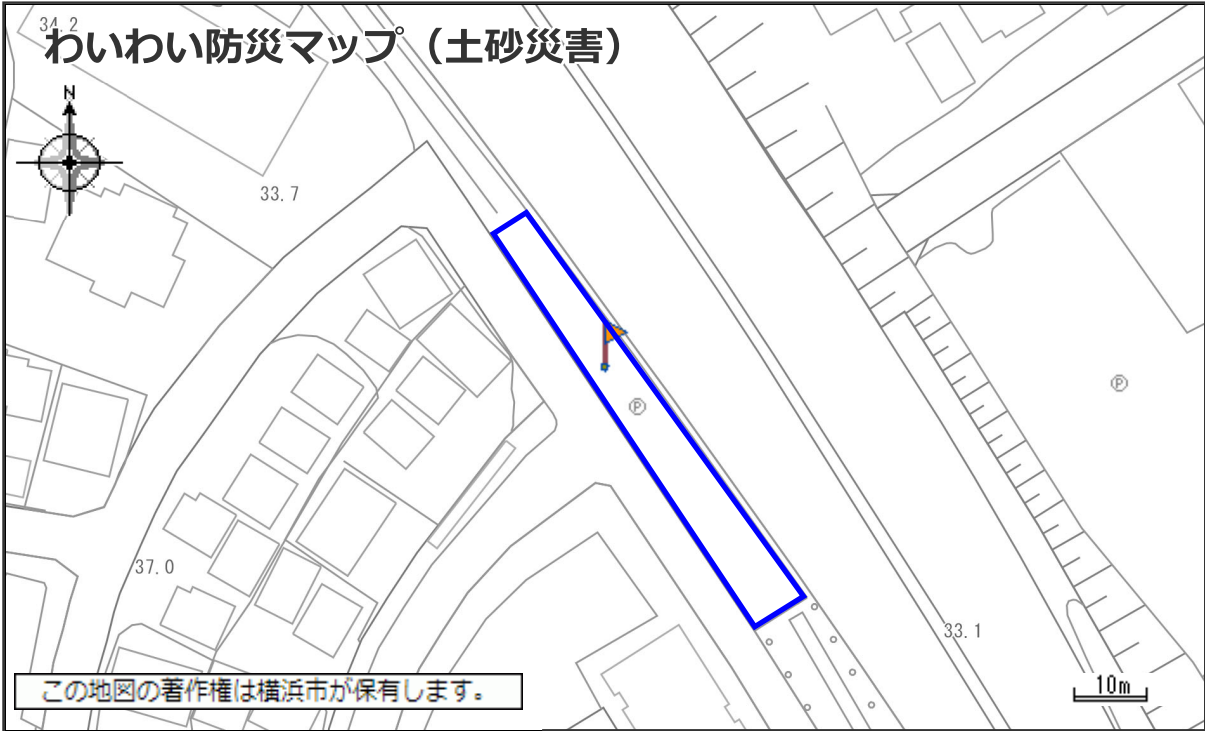 34.2
わいわい防災マップ（土砂災害）
N
33.7
P
P
37.0
33.1
この地図の著作権は横浜市が保有します。
10m